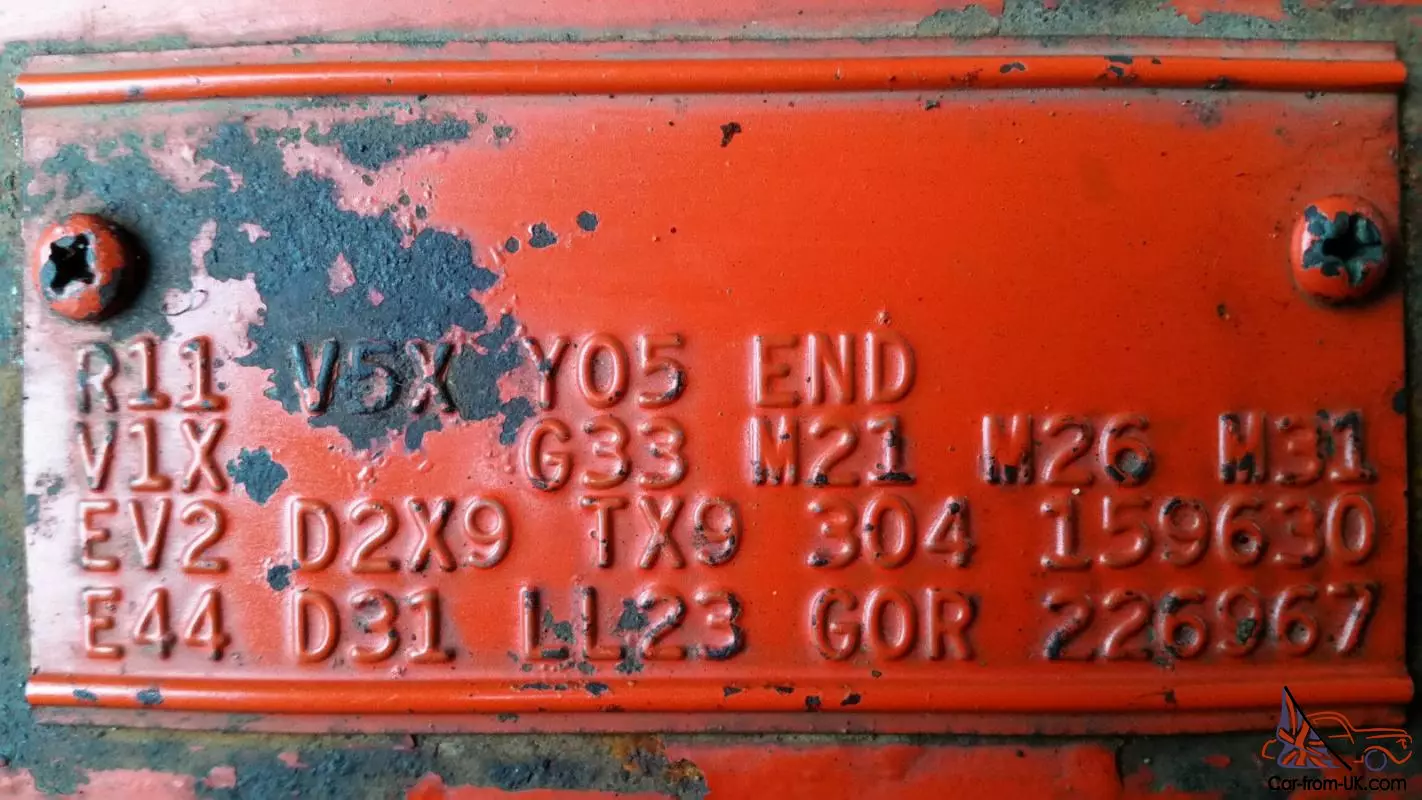 R11 V5X Y05 END
V1X G33 M21 M26 M31
EV2 D2X9 TX9 304 159630
E44 D31 LL23 GOR 226967
Car-from-UK.com